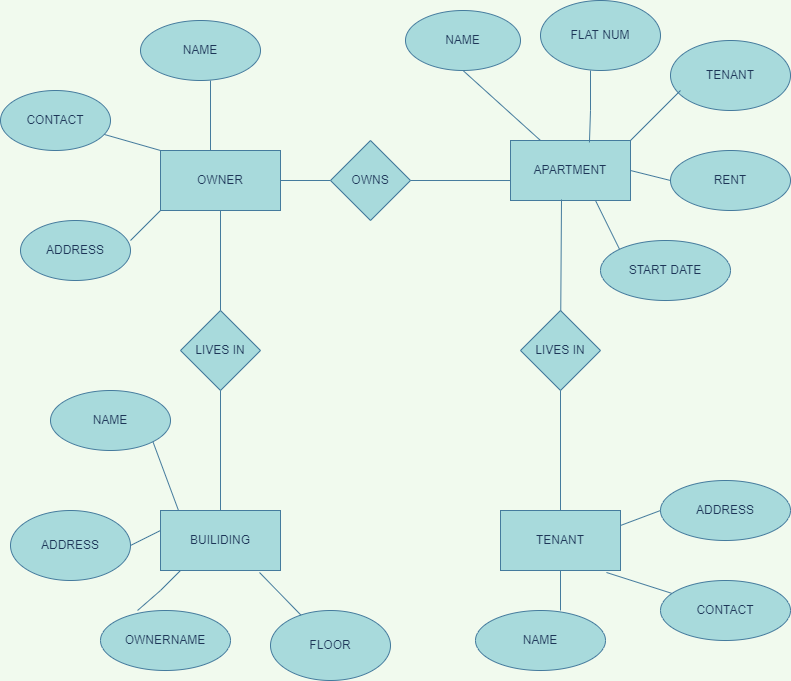 NAME
NAME
FLAT NUM
TENANT
CONTACT
OWNER
OWNS
APARTMENT
RENT
ADDRESS
START DATE
LIVES IN
LIVES IN
NAME
ADDRESS
BUILIDING
TENANT
ADDRESS
OWNERNAME
FLOOR
NAME
CONTACT